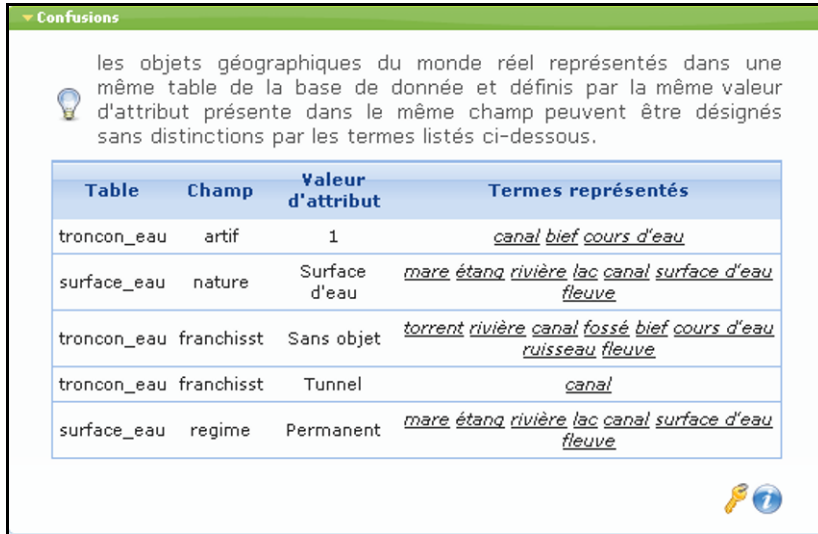 Confusions
les objets géographiques du monde réel représentés dans une
même table de la base de donnée et définis par la même valeur
d'attribut présente dans le même champ peuvent être désignés
sans distinctions par les termes listés ci-dessous.
Table Champ Valeur d'attribut Termes représentés
troncon_eau artif 1 canal bief cours d'eau
surface_eau nature Surface d'eau mare étang rivière lac canal surface d'eau
fleuve
troncon_eau franchisst Sans objet torrent rivière canal fossé bief cours d'eau
ruisseau fleuve
troncon_eau franchisst Tunnel canal
surface_eau regime Permanent mare étang rivière lac canal surface d'eau
fleuve